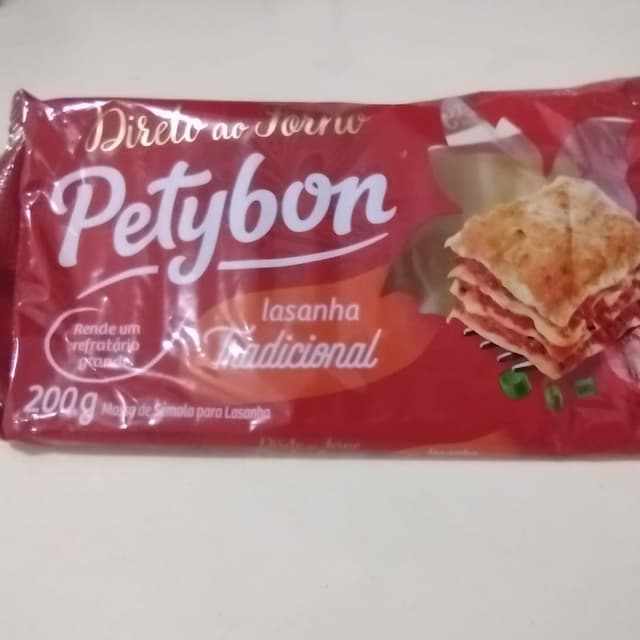 Direto ao Forno
Petybon
lasanha
Tradicional
Rende um
refratário
grande
200g Massa de Sêmola para Lasanha